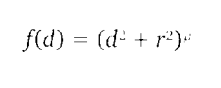 f(d) = (d² + r²)^μ